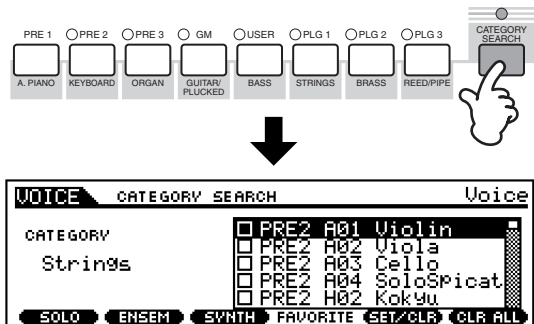 PRE 1 PRE 2 PRE 3 GM USER PLG 1 PLG 2 PLG 3 CATEGORY SEARCH
A. PIANO KEYBOARD ORGAN GUITAR/PLUCKED BASS STRINGS BRASS REED/PIPE
VOICE CATEGORY SEARCH Voice
CATEGORY
Strings
PRE2 A01 Violin
PRE2 A02 Viola
PRE2 A03 Cello
PRE2 A04 SoloSpicat
PRE2 H02 Kokyu
SOLO ENSEM SYNTH FAVORITE SET/CLR CLR ALL